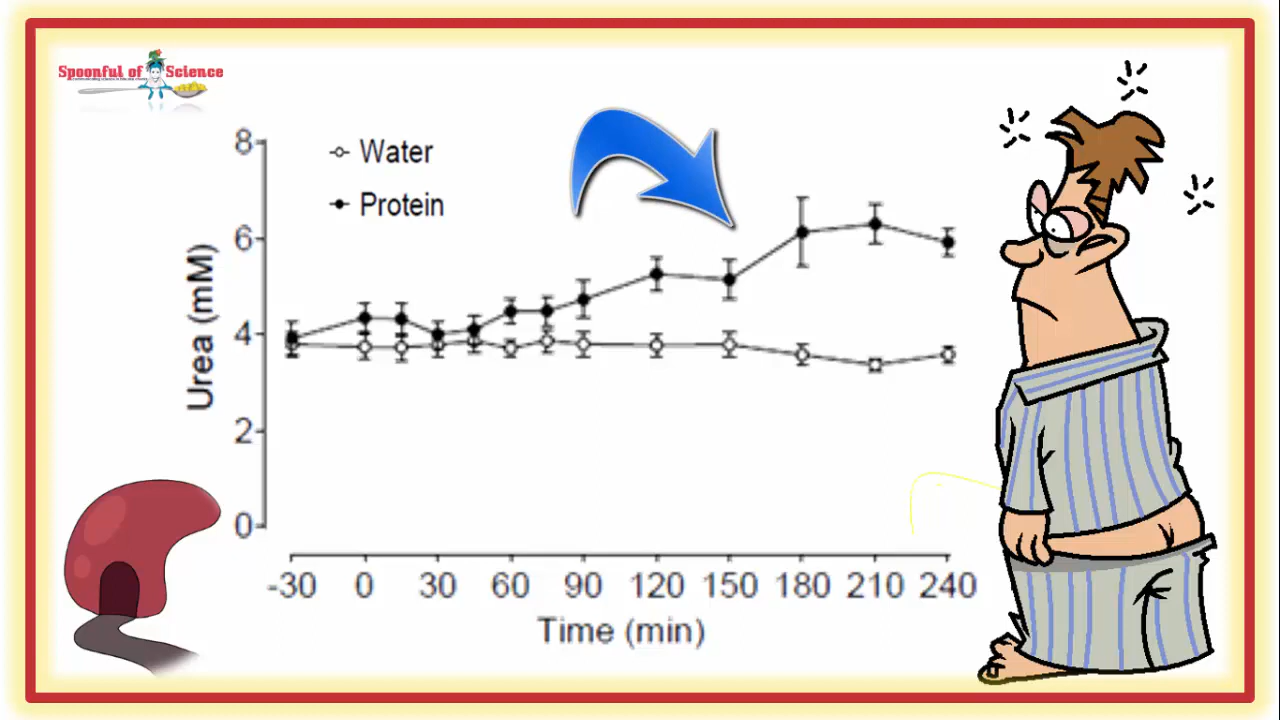 Spoonful of Science
8
Water
Protein
6
Urea (mM)
4
2
0
-30 0 30 60 90 120 150 180 210 240
Time (min)